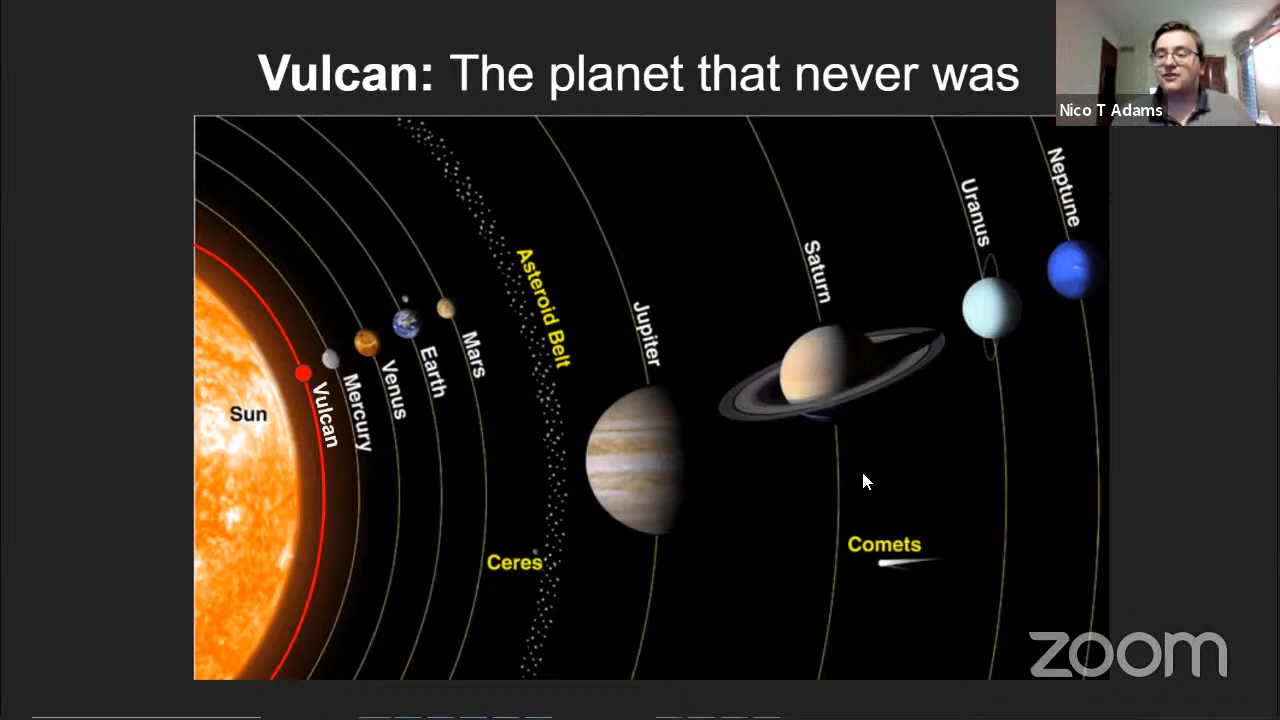 Vulcan: The planet that never was
Nico T Adams
Neptune
Uranus
Saturn
Asteroid Belt
Jupiter
Mars
Earth
Venus
Mercury
Vulcan
Sun
Ceres
Comets
zoom